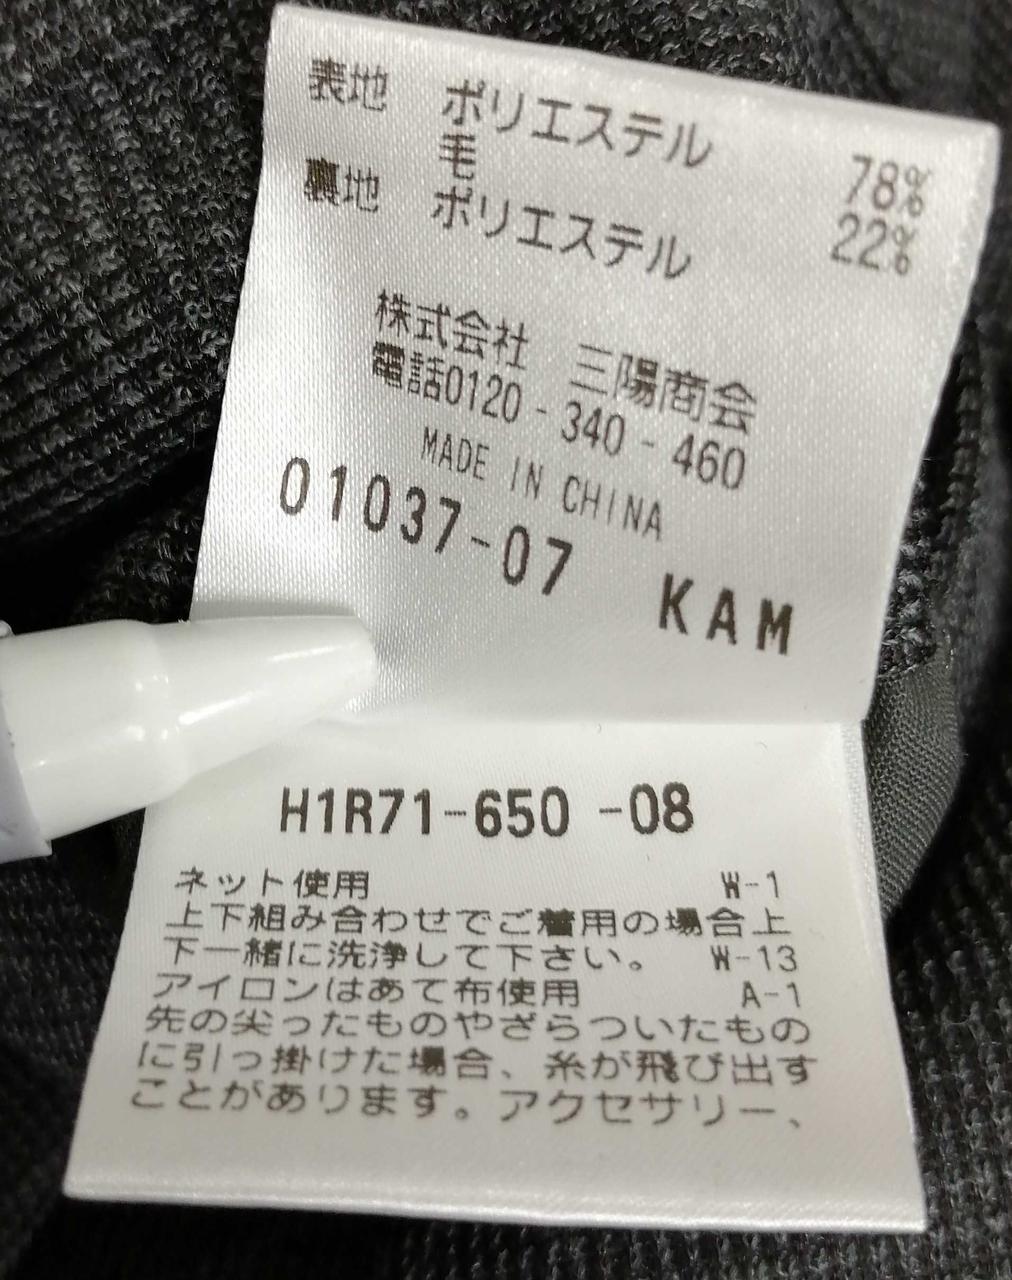 表地 ポリエステル 78%
毛 22%
裏地 ポリエステル
株式会社 三陽商会
電話0120-340-460
MADE IN CHINA
01037-07 KAM
H1R71-650 -08
ネット使用 W-1
上下組み合わせでご着用の場合上
下一緒に洗浄して下さい。 W-13
アイロンはあて布使用 A-1
先の尖ったものやざらついたもの
に引っ掛けた場合、糸が飛び出す
ことがあります。アクセサリー、